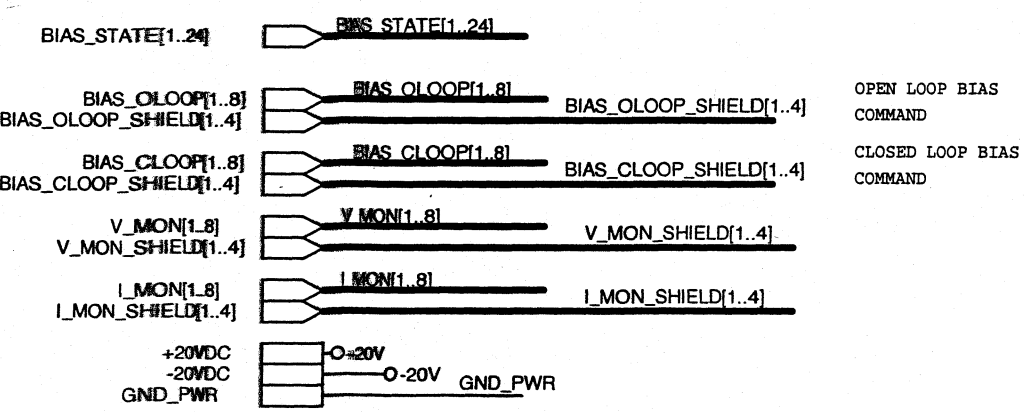 BIAS_STATE[1..24] BIAS_STATE[1..24]
BIAS_OLOOP[1..8] BIAS_OLOOP[1..8] OPEN LOOP BIAS
BIAS_OLOOP_SHIELD[1..4] BIAS_OLOOP_SHIELD[1..4] COMMAND
BIAS_CLOOP[1..8] BIAS_CLOOP[1..8] CLOSED LOOP BIAS
BIAS_CLOOP_SHIELD[1..4] BIAS_CLOOP_SHIELD[1..4] COMMAND
V_MON[1..8] V_MON[1..8]
V_MON_SHIELD[1..4] V_MON_SHIELD[1..4]
I_MON[1..8] I_MON[1..8]
I_MON_SHIELD[1..4] I_MON_SHIELD[1..4]
+20VDC +20V
-20VDC -20V
GND_PWR GND_PWR